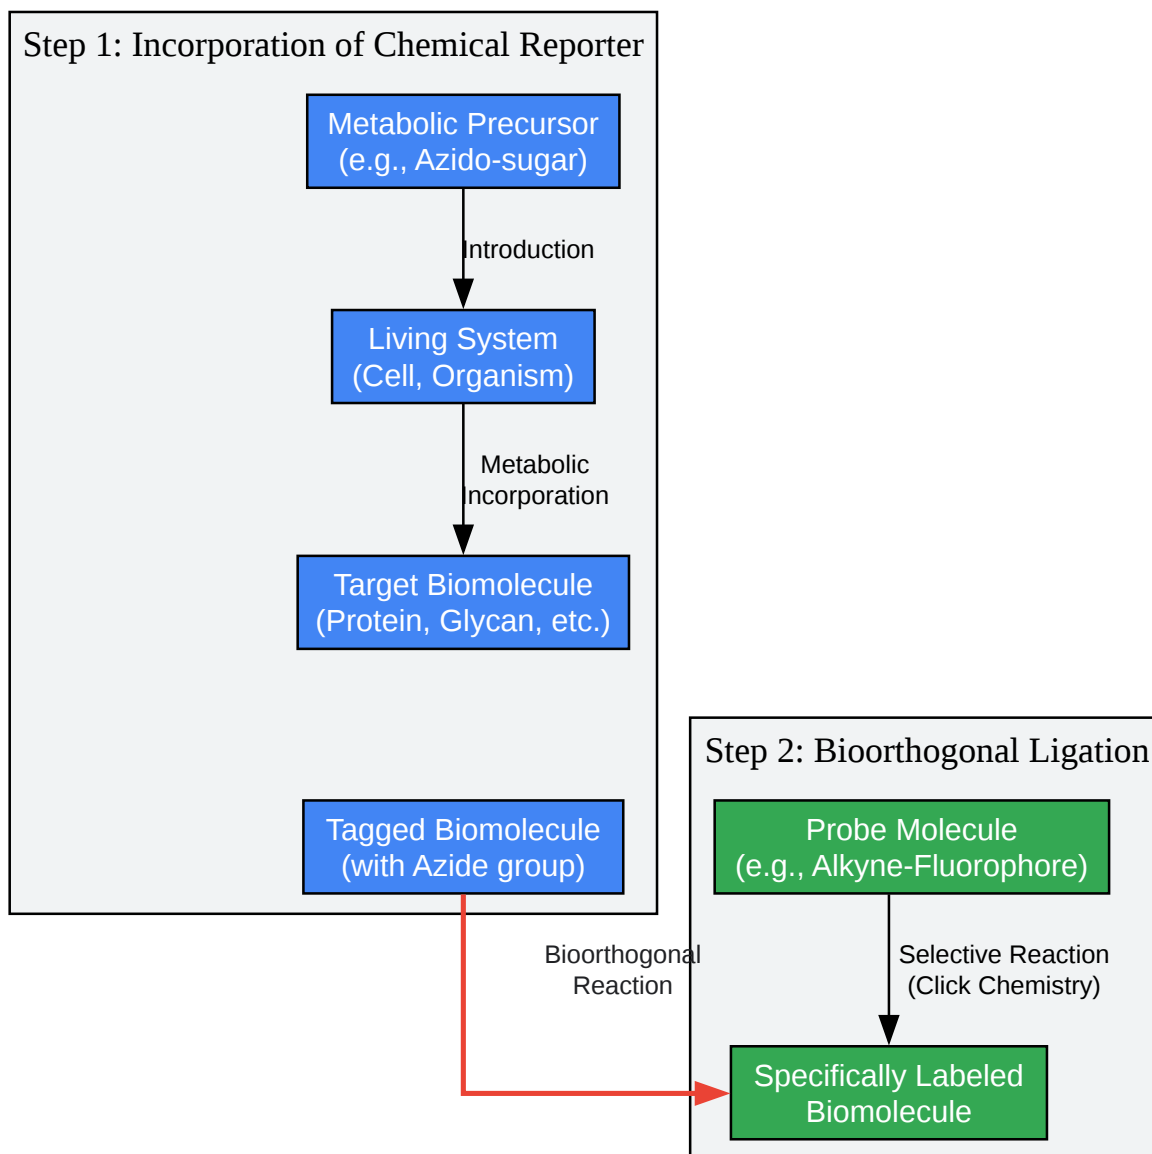 Step 1: Incorporation of Chemical Reporter
Metabolic Precursor
(e.g., Azido-sugar)
Introduction
Living System
(Cell, Organism)
Metabolic
Incorporation
Target Biomolecule
(Protein, Glycan, etc.)
Tagged Biomolecule
(with Azide group)
Bioorthogonal
Reaction
Step 2: Bioorthogonal Ligation
Probe Molecule
(e.g., Alkyne-Fluorophore)
Selective Reaction
(Click Chemistry)
Specifically Labeled
Biomolecule